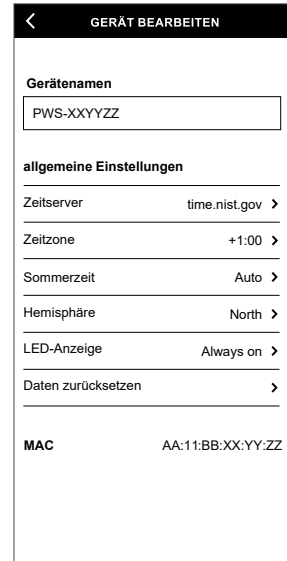 GERÄT BEARBEITEN
Gerätenamen
PWS-XXYYZZ
allgemeine Einstellungen
Zeitserver time.nist.gov
Zeitzone +1:00
Sommerzeit Auto
Hemisphäre North
LED-Anzeige Always on
Daten zurücksetzen
MAC AA:11:BB:XX:YY:ZZ